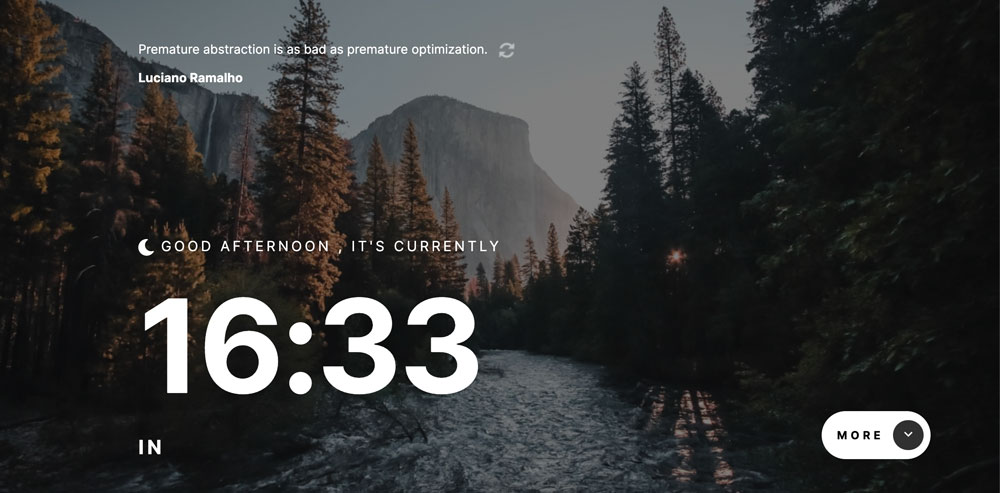 Premature abstraction is as bad as premature optimization.
Luciano Ramalho
GOOD AFTERNOON , IT'S CURRENTLY
16:33
IN
MORE